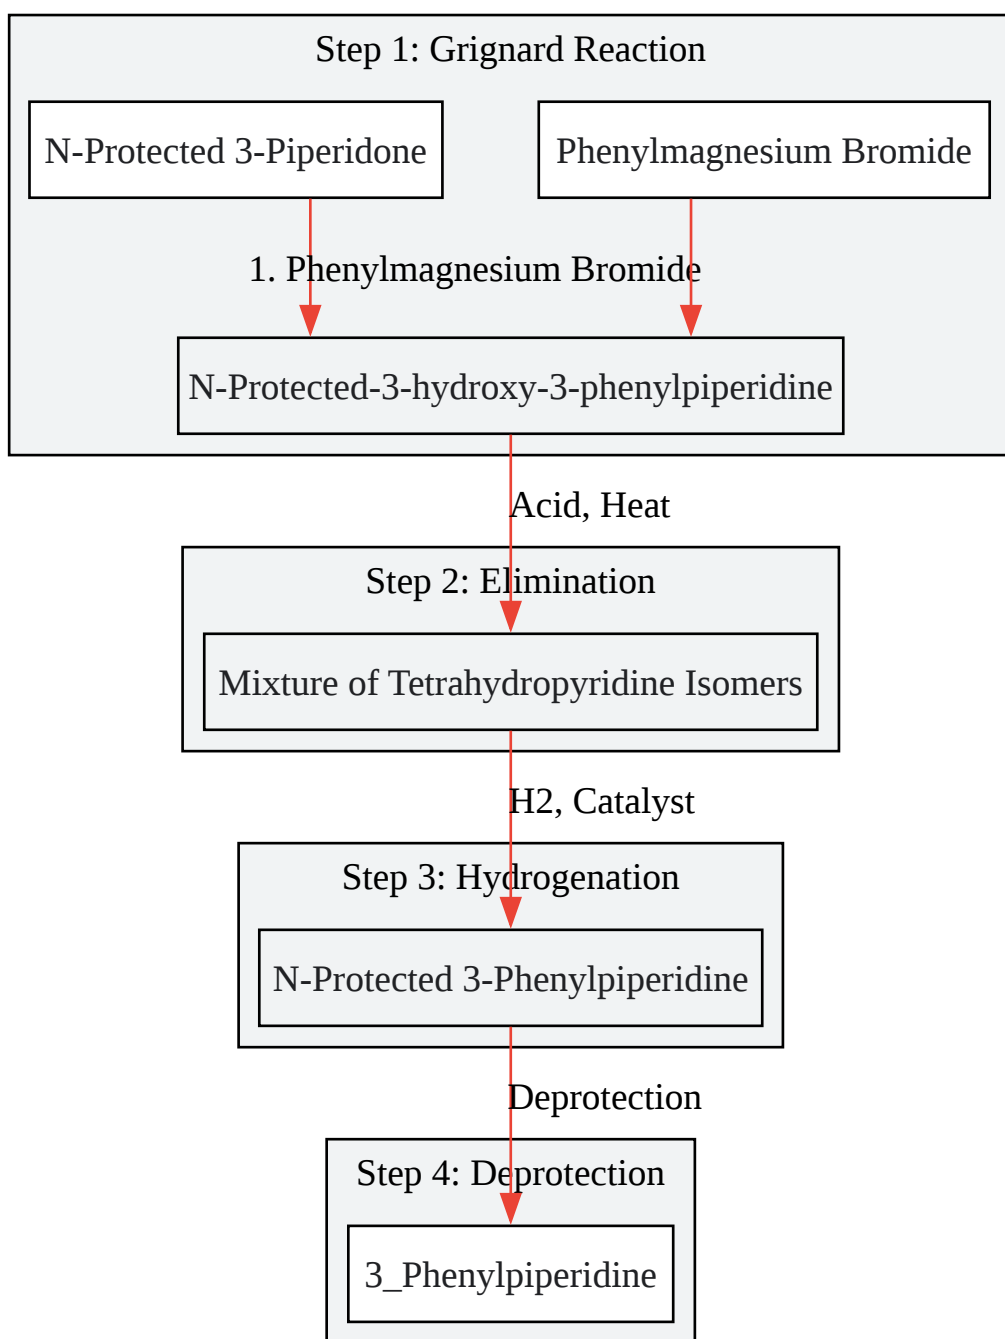 Step 1: Grignard Reaction
N-Protected 3-Piperidone
Phenylmagnesium Bromide
1. Phenylmagnesium Bromide
N-Protected-3-hydroxy-3-phenylpiperidine
Acid, Heat
Step 2: Elimination
Mixture of Tetrahydropyridine Isomers
H2, Catalyst
Step 3: Hydrogenation
N-Protected 3-Phenylpiperidine
Deprotection
Step 4: Deprotection
3_Phenylpiperidine